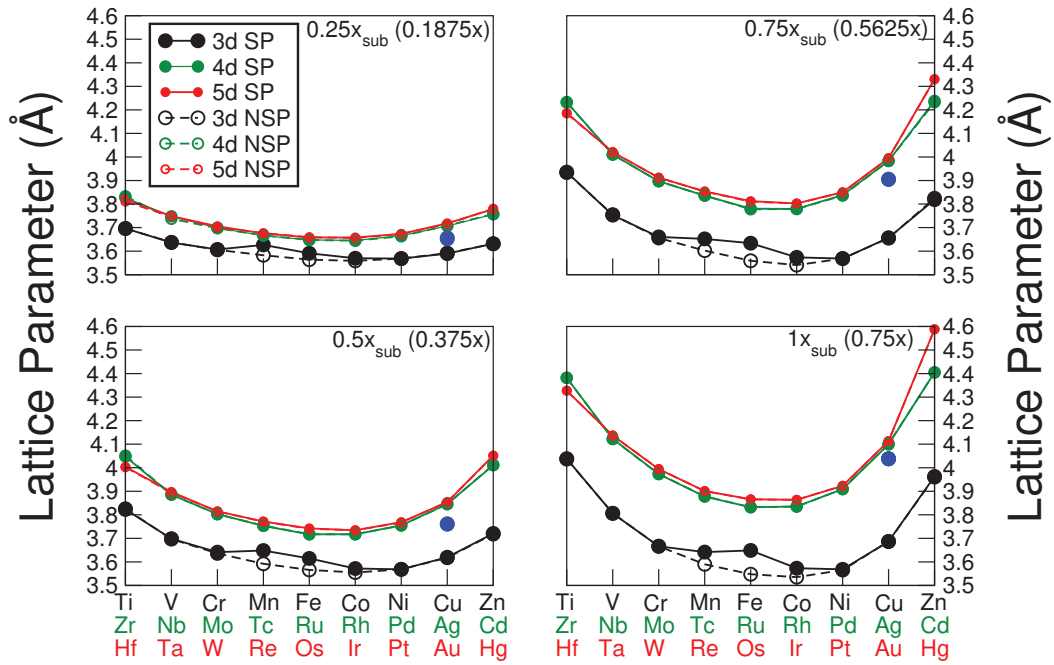 Lattice Parameter (Å)
4.6
4.5
4.4
4.3
4.2
4.1
4
3.9
3.8
3.7
3.6
3.5
0.25x_sub (0.1875x)
3d SP
4d SP
5d SP
3d NSP
4d NSP
5d NSP
0.75x_sub (0.5625x)
4.6
4.5
4.4
4.3
4.2
4.1
4
3.9
3.8
3.7
3.6
3.5
Lattice Parameter (Å)
4.6
4.5
4.4
4.3
4.2
4.1
4
3.9
3.8
3.7
3.6
3.5
0.5x_sub (0.375x)
1x_sub (0.75x)
4.6
4.5
4.4
4.3
4.2
4.1
4
3.9
3.8
3.7
3.6
3.5
Ti V Cr Mn Fe Co Ni Cu Zn
Zr Nb Mo Tc Ru Rh Pd Ag Cd
Hf Ta W Re Os Ir Pt Au Hg
Ti V Cr Mn Fe Co Ni Cu Zn
Zr Nb Mo Tc Ru Rh Pd Ag Cd
Hf Ta W Re Os Ir Pt Au Hg